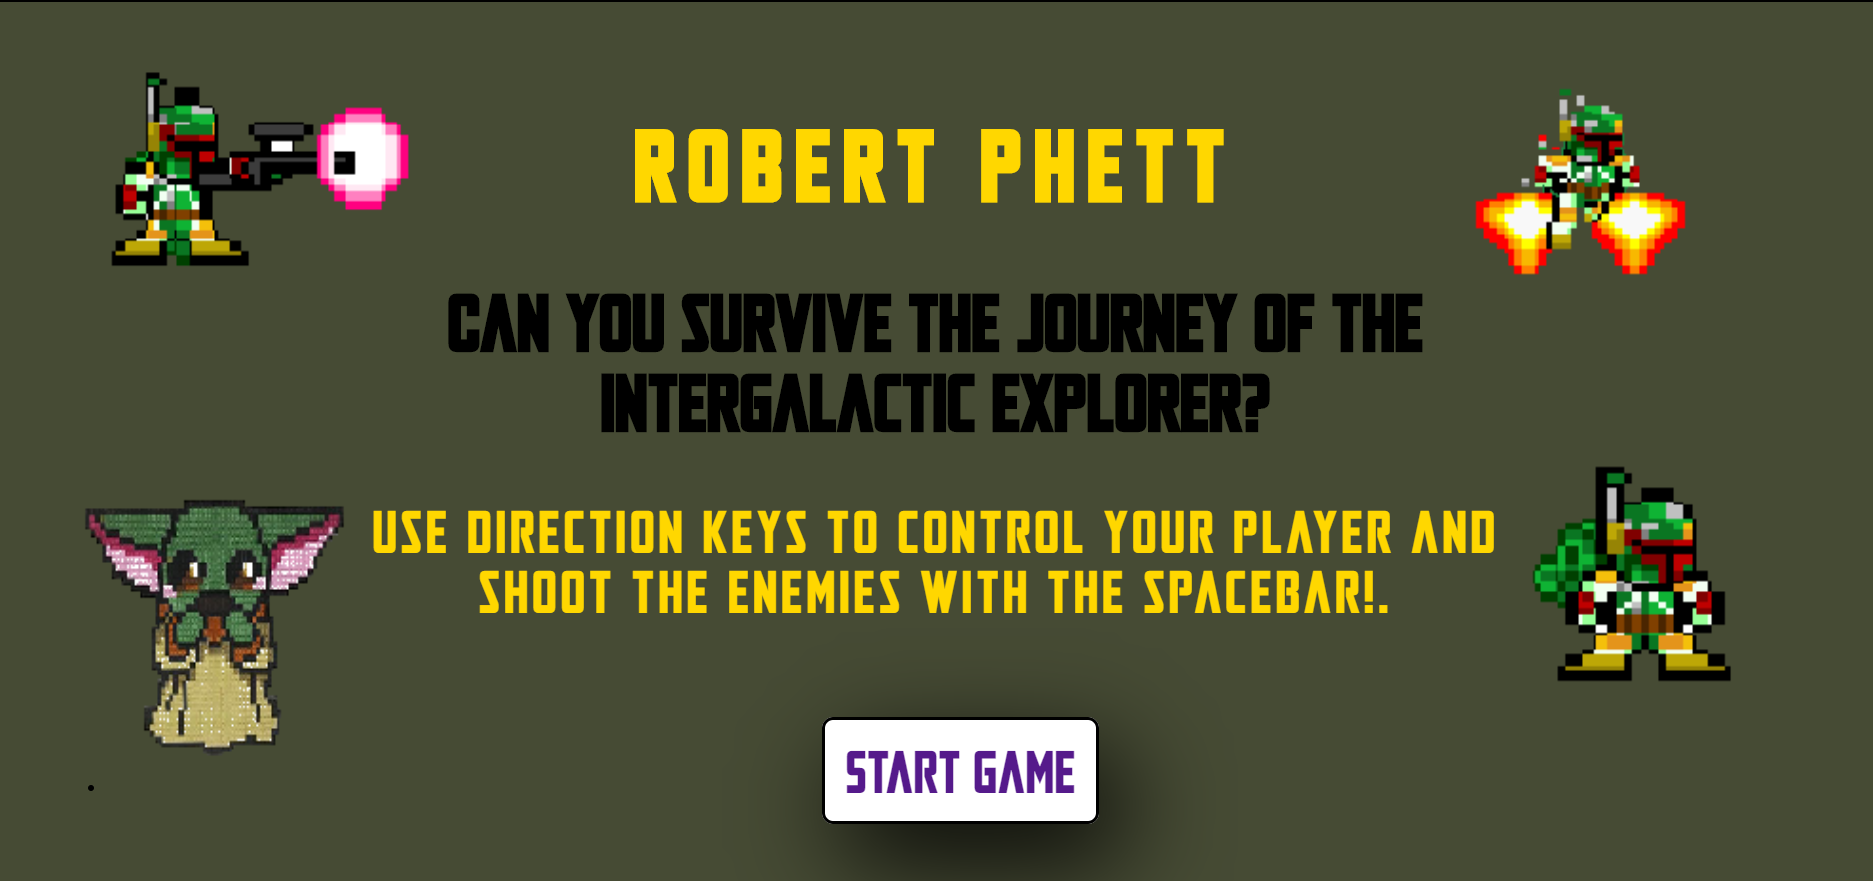 ROBERT PHETT
CAN YOU SURVIVE THE JOURNEY OF THE
INTERGALACTIC EXPLORER?
USE DIRECTION KEYS TO CONTROL YOUR PLAYER AND
SHOOT THE ENEMIES WITH THE SPACEBAR!.
START GAME